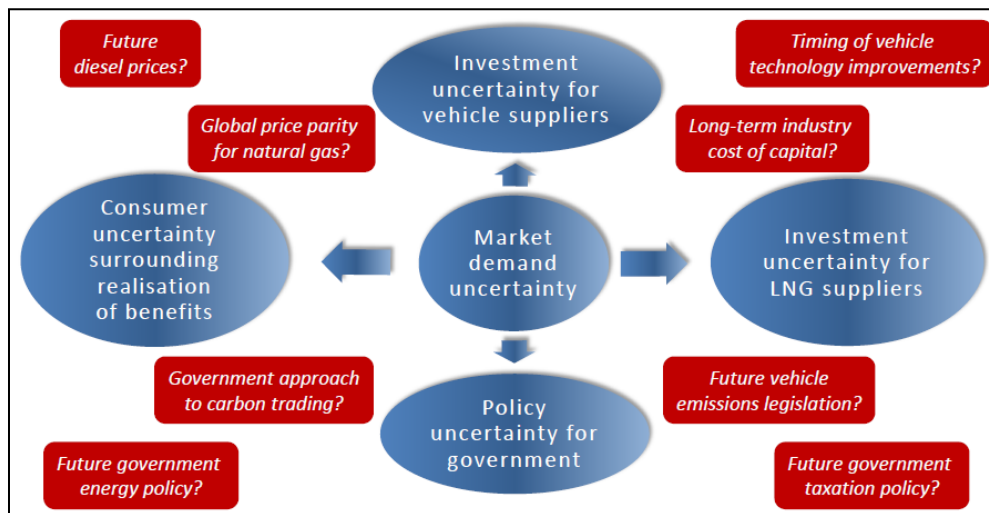 Future
diesel prices?
Investment
uncertainty for
vehicle suppliers
Timing of vehicle
technology improvements?
Global price parity
for natural gas?
Long-term industry
cost of capital?
Consumer
uncertainty
surrounding
realisation
of benefits
Market
demand
uncertainty
Investment
uncertainty for
LNG suppliers
Government approach
to carbon trading?
Policy
uncertainty for
government
Future vehicle
emissions legislation?
Future government
energy policy?
Future government
taxation policy?